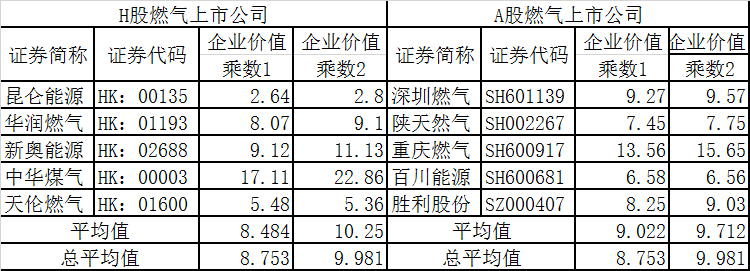 H股燃气上市公司 A股燃气上市公司
证券简称 证券代码 企业价值乘数1 企业价值乘数2 证券简称 证券代码 企业价值乘数1 企业价值乘数2
昆仑能源 HK：00135 2.64 2.8 深圳燃气 SH601139 9.27 9.57
华润燃气 HK：01193 8.07 9.1 陕天然气 SH002267 7.45 7.75
新奥能源 HK：02688 9.12 11.13 重庆燃气 SH600917 13.56 15.65
中华煤气 HK：00003 17.11 22.86 百川能源 SH600681 6.58 6.56
天伦燃气 HK：01600 5.48 5.36 胜利股份 SZ000407 8.25 9.03
平均值 8.484 10.25 平均值 9.022 9.712
总平均值 8.753 9.981 总平均值 8.753 9.981